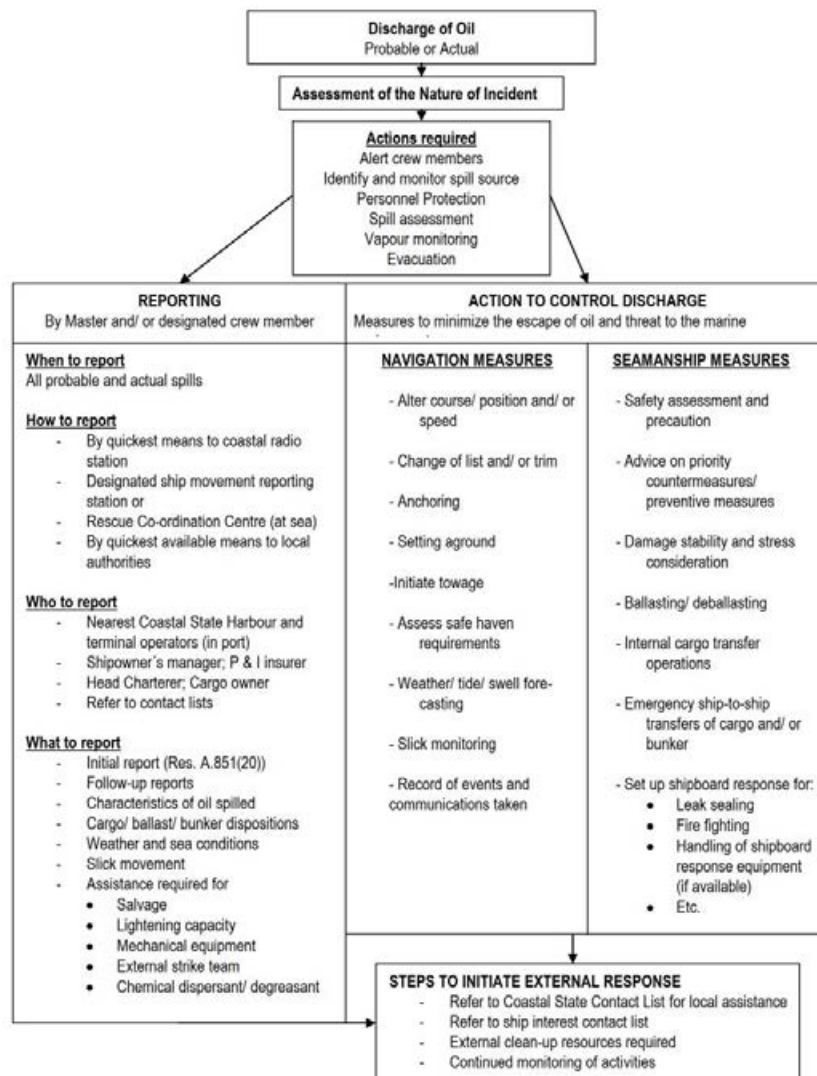 Discharge of Oil
Probable or Actual
Assessment of the Nature of Incident
Actions required
Alert crew members
Identify and monitor spill source
Personnel Protection
Spill assessment
Vapour monitoring
Evacuation
REPORTING
By Master and/ or designated crew member
When to report
All probable and actual spills
How to report
- By quickest means to coastal radio
station
- Designated ship movement reporting
station or
- Rescue Co-ordination Centre (at sea)
- By quickest available means to local
authorities
Who to report
- Nearest Coastal State Harbour and
terminal operators (in port)
- Shipowner´s manager; P & I insurer
- Head Charterer; Cargo owner
- Refer to contact lists
What to report
- Initial report (Res. A.851(20))
- Follow-up reports
- Characteristics of oil spilled
- Cargo/ ballast/ bunker dispositions
- Weather and sea conditions
- Slick movement
- Assistance required for
● Salvage
● Lightening capacity
● Mechanical equipment
● External strike team
● Chemical dispersant/ degreasant
ACTION TO CONTROL DISCHARGE
Measures to minimize the escape of oil and threat to the marine
NAVIGATION MEASURES
- Alter course/ position and/ or
speed
- Change of list and/ or trim
- Anchoring
- Setting aground
-Initiate towage
- Assess safe haven
requirements
- Weather/ tide/ swell fore-
casting
- Slick monitoring
- Record of events and
communications taken
SEAMANSHIP MEASURES
- Safety assessment and
precaution
- Advice on priority
countermeasures/
preventive measures
- Damage stability and stress
consideration
- Ballasting/ deballasting
- Internal cargo transfer
operations
- Emergency ship-to-ship
transfers of cargo and/ or
bunker
- Set up shipboard response for:
● Leak sealing
● Fire fighting
● Handling of shipboard
response equipment
(if available)
● Etc.
STEPS TO INITIATE EXTERNAL RESPONSE
- Refer to Coastal State Contact List for local assistance
- Refer to ship interest contact list
- External clean-up resources required
- Continued monitoring of activities